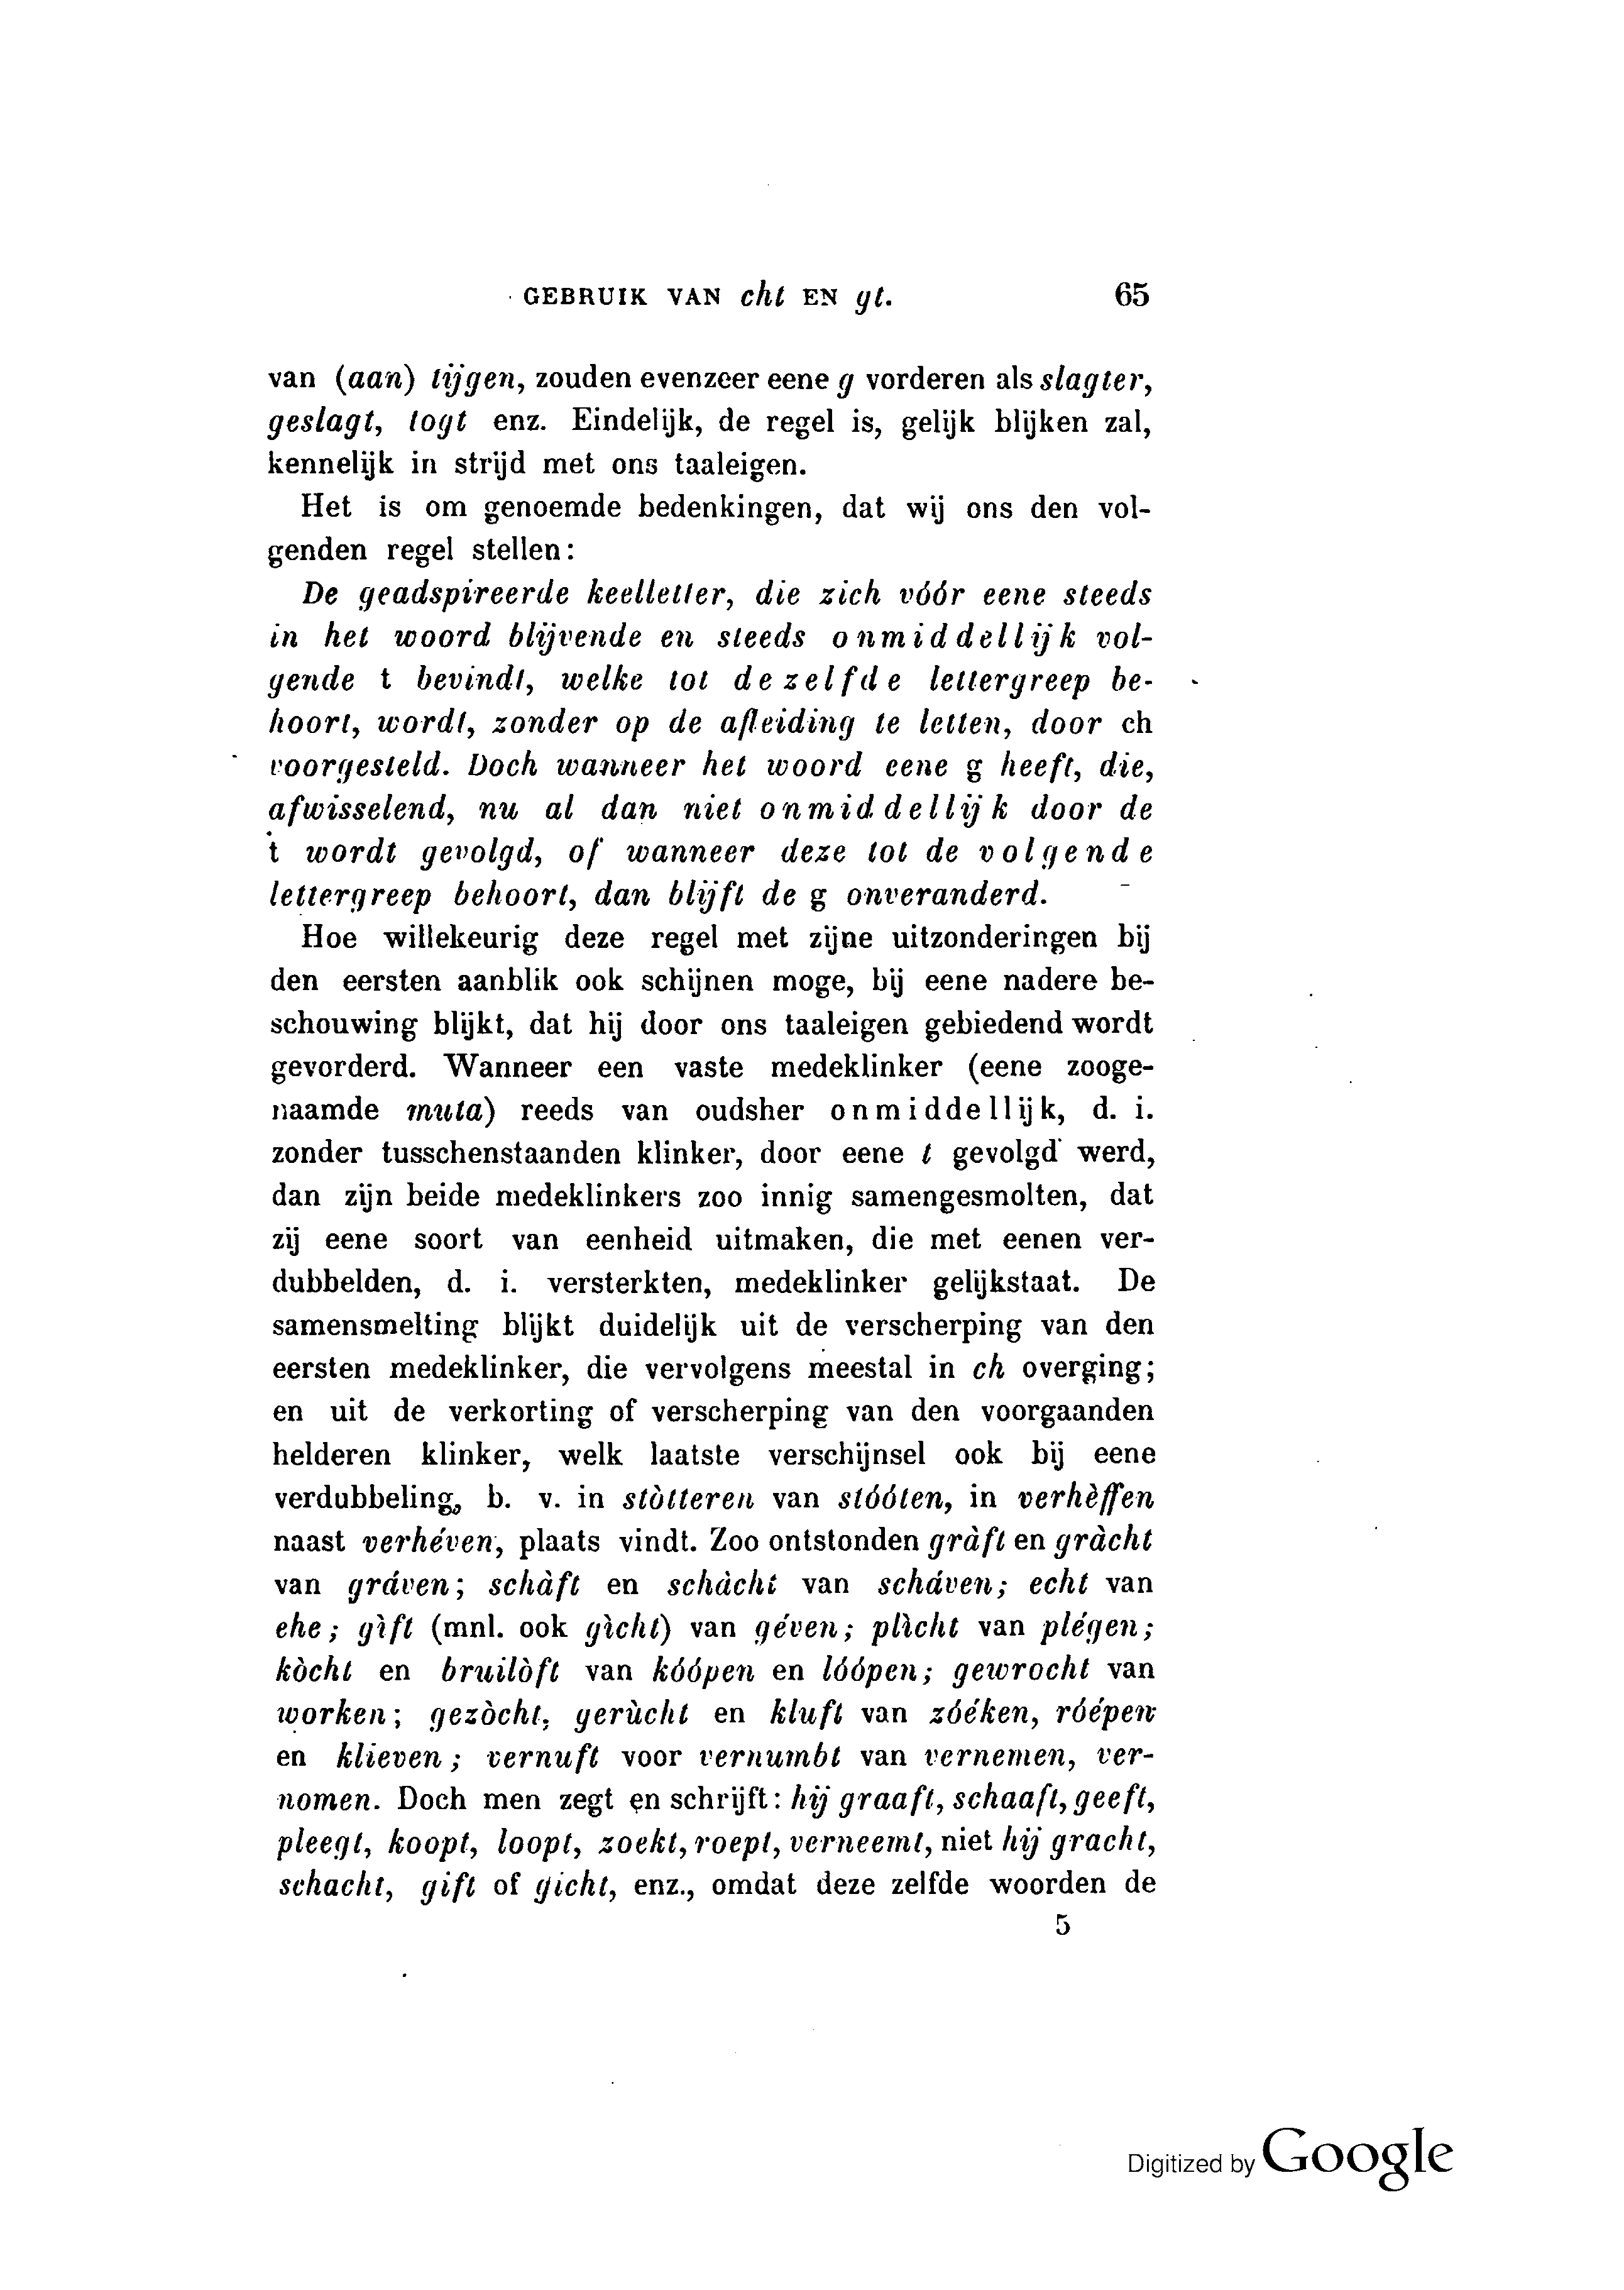 GEBRUIK VAN cht EN gt. 65
van (aan) tijgen, zouden evenzeer eene g vorderen als slagter,
geslagt, togt enz. Eindelijk, de regel is, gelijk blijken zal,
kennelijk in strijd met ons taaleigen.
Het is om genoemde bedenkingen, dat wij ons den vol-
genden regel stellen:
De geadspireerde keelletter, die zich vóór eene steeds
in het woord blijvende en steeds onmiddellijk vol-
gende t bevindt, welke tot dezelfde lettergreep be-
hoort, wordt, zonder op de afleiding te letten, door ch
voorgesteld. Doch wanneer het woord eene g heeft, die,
afwisselend, nu al dan niet onmiddellijk door de
t wordt gevolgd, of wanneer deze tot de volgende
lettergreep behoort, dan blijft de g onveranderd.
Hoe willekeurig deze regel met zijne uitzonderingen bij
den eersten aanblik ook schijnen moge, bij eene nadere be-
schouwing blijkt, dat hij door ons taaleigen gebiedend wordt
gevorderd. Wanneer een vaste medeklinker (eene zooge-
naamde muta) reeds van oudsher onmiddellijk, d. i.
zonder tusschenstaanden klinker, door eene t gevolgd werd,
dan zijn beide medeklinkers zoo innig samengesmolten, dat
zij eene soort van eenheid uitmaken, die met eenen ver-
dubbelden, d. i. versterkten, medeklinker gelijkstaat. De
samensmelting blijkt duidelijk uit de verscherping van den
eersten medeklinker, die vervolgens meestal in ch overging;
en uit de verkorting of verscherping van den voorgaanden
helderen klinker, welk laatste verschijnsel ook bij eene
verdubbeling, b. v. in stòtteren van stóóten, in verhèffen
naast verhéven, plaats vindt. Zoo ontstonden gràft en gràcht
van gráven; schàft en schàcht van scháven; echt van
ehe; gìft (mnl. ook gìcht) van géven; plìcht van plégen;
kòcht en bruilòft van kóópen en lóópen; gewrocht van
worken; gezòcht, gerùcht en kluft van zóéken, róépen
en klieven; vernuft voor vernumbt van vernemen, ver-
nomen. Doch men zegt en schrijft: hij graaft, schaaft, geeft,
pleegt, koopt, loopt, zoekt, roept, verneemt, niet hij gracht,
schacht, gift of gicht, enz., omdat deze zelfde woorden de
5
Digitized by Google